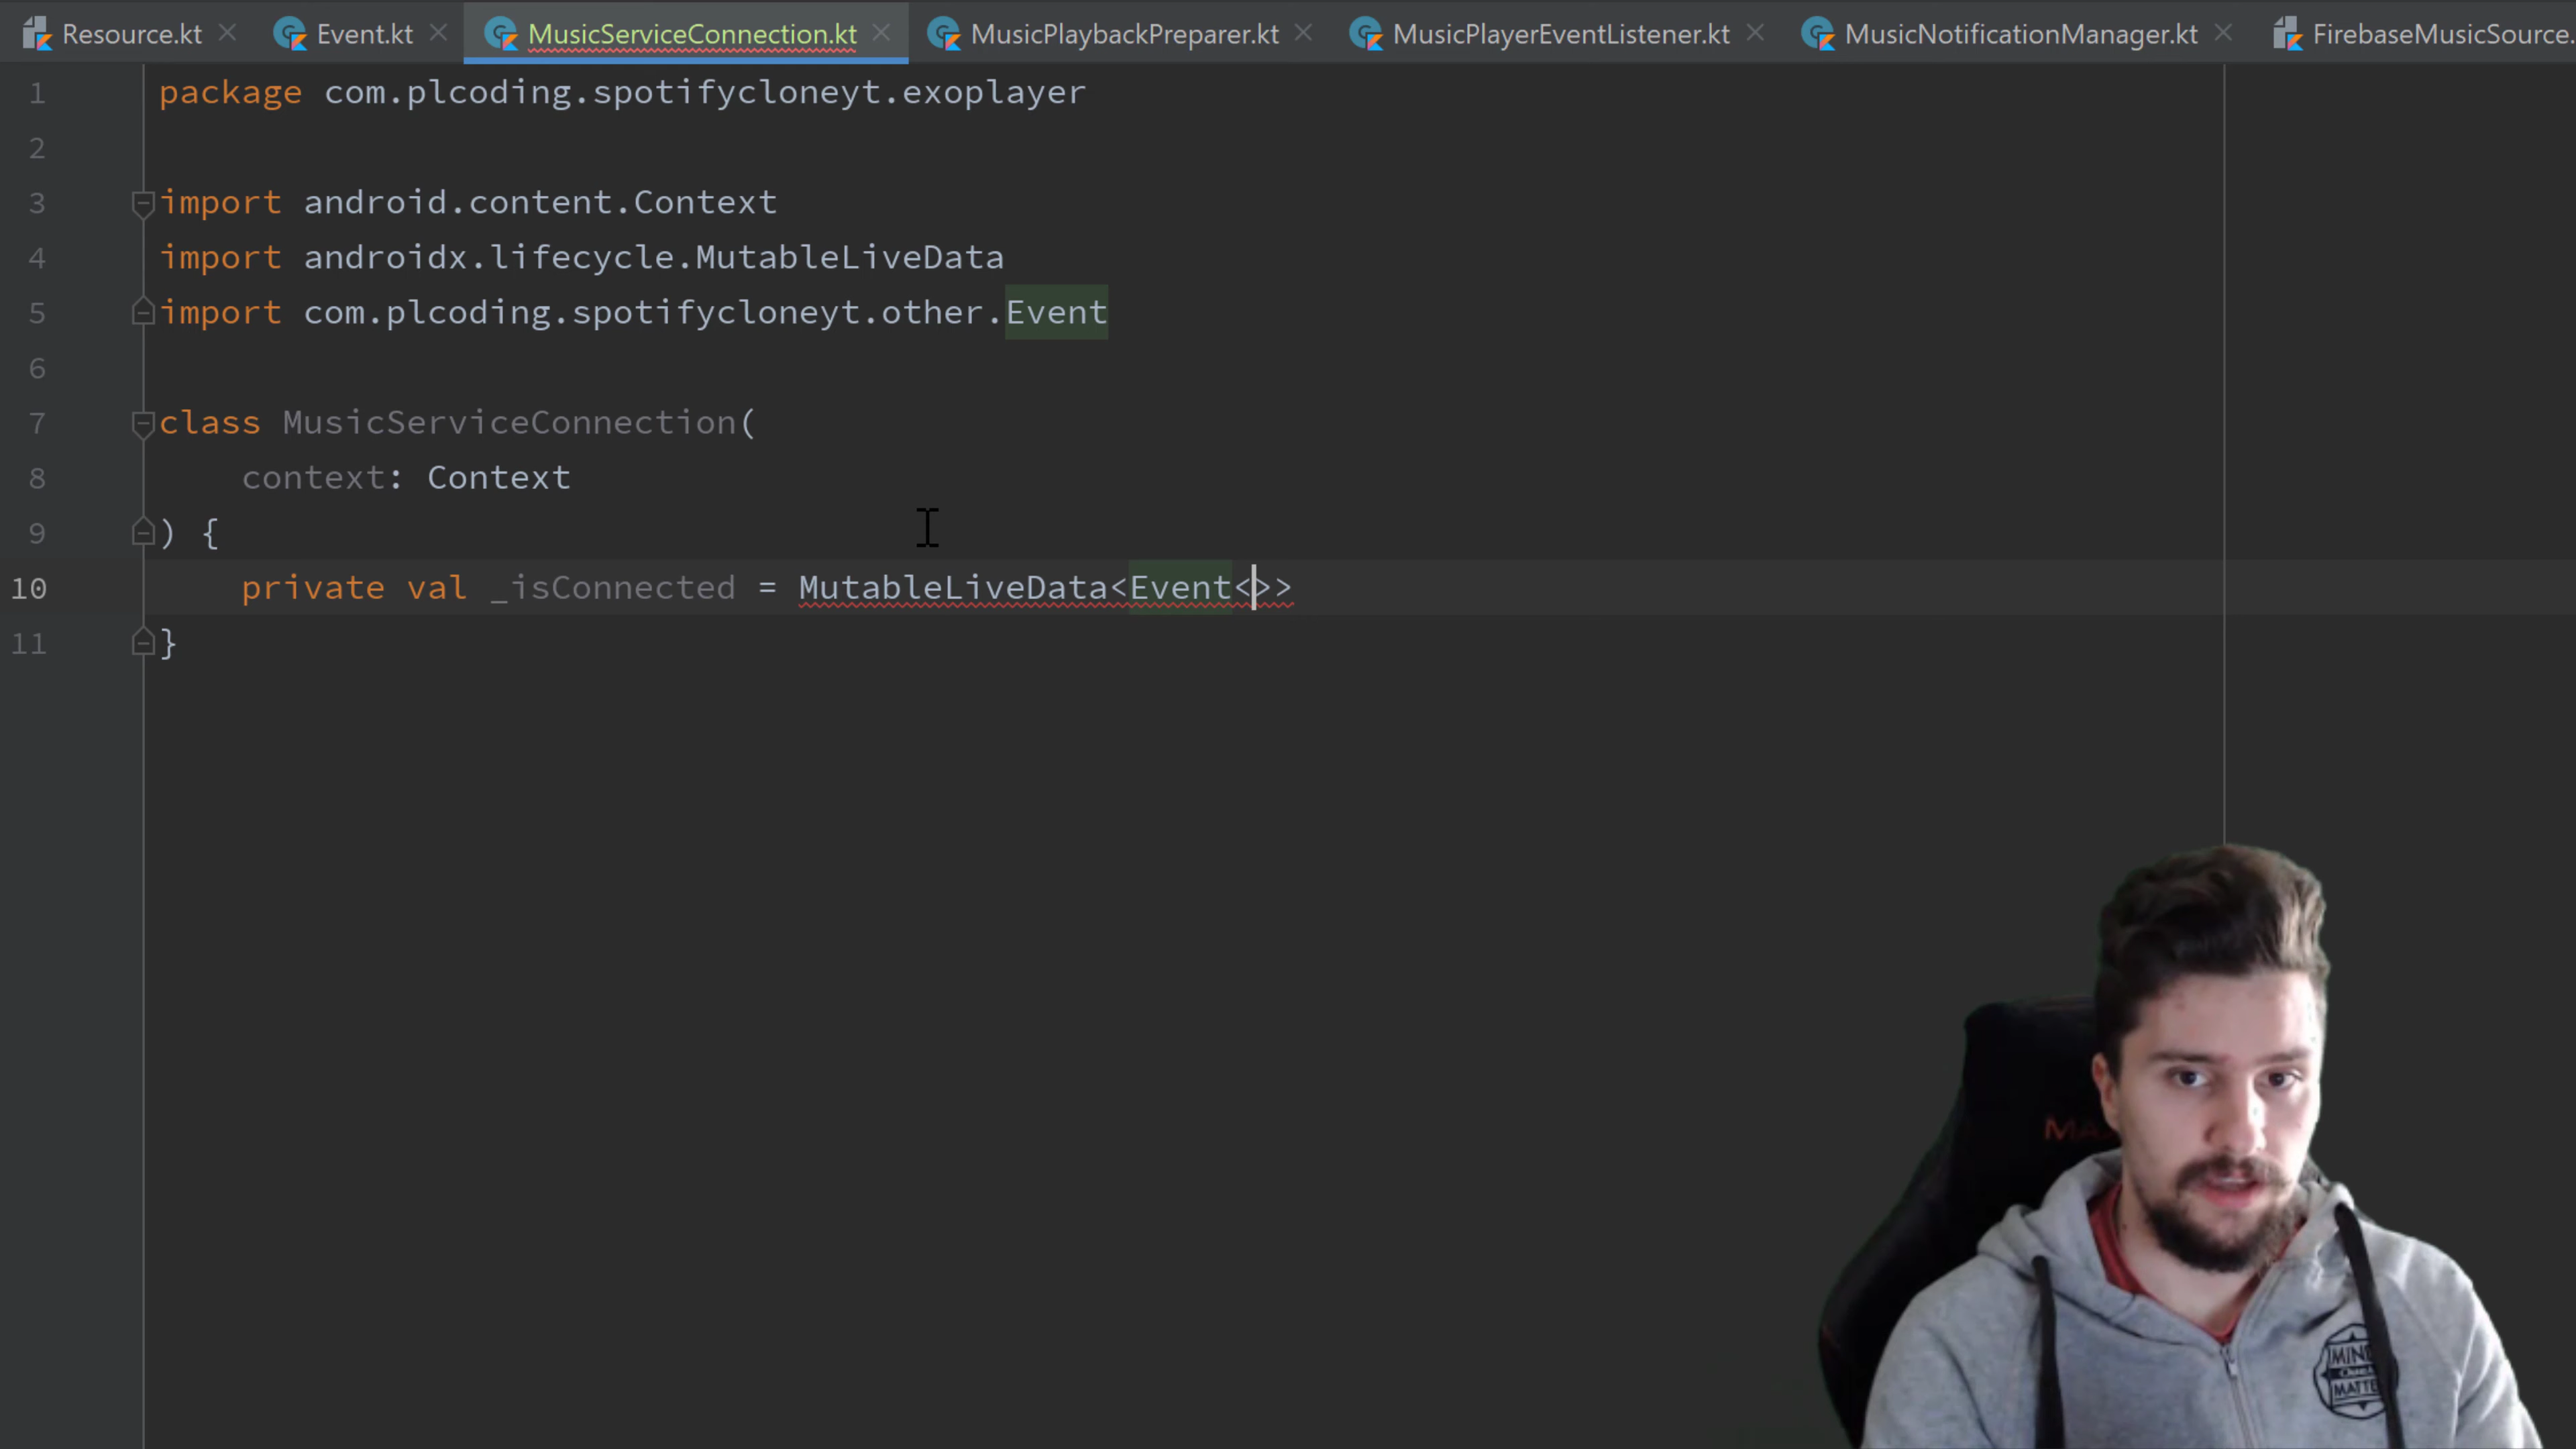 Resource.kt Event.kt MusicServiceConnection.kt MusicPlaybackPreparer.kt MusicPlayerEventListener.kt MusicNotificationManager.kt FirebaseMusicSource.
1 package com.plcoding.spotifycloneyt.exoplayer
2
3 import android.content.Context
4 import androidx.lifecycle.MutableLiveData
5 import com.plcoding.spotifycloneyt.other.Event
6
7 class MusicServiceConnection(
8 context: Context
9 ) {
10 private val _isConnected = MutableLiveData<Event<>>
11 }
MIND
MATTE